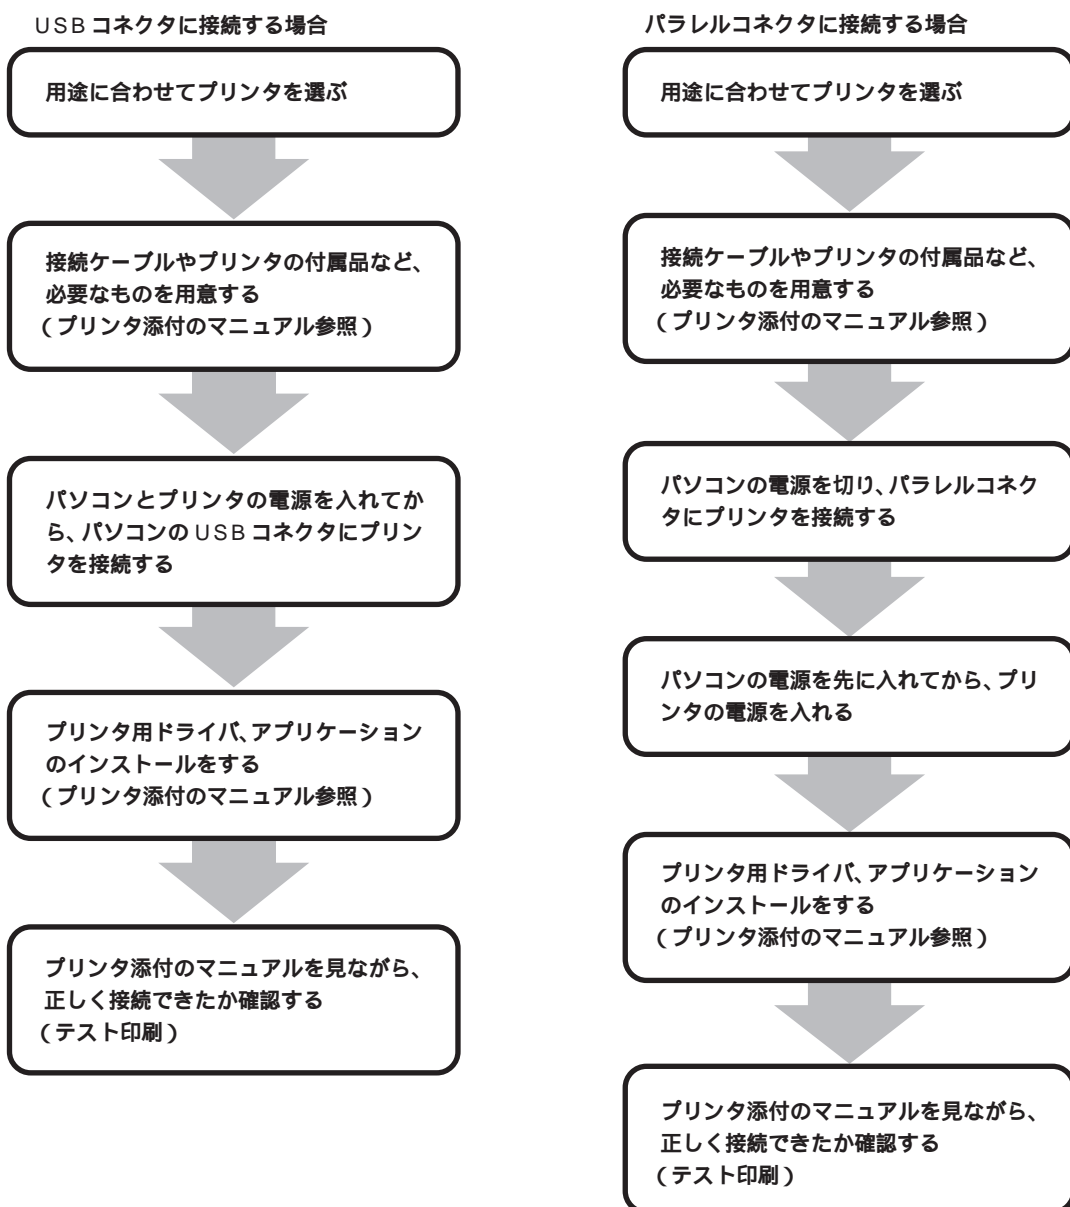 USBコネクタに接続する場合
用途に合わせてプリンタを選ぶ
接続ケーブルやプリンタの付属品など、
必要なものを用意する
(プリンタ添付のマニュアル参照)
パソコンとプリンタの電源を入れてか
ら、パソコンのUSBコネクタにプリン
タを接続する
プリンタ用ドライバ、アプリケーション
のインストールをする
(プリンタ添付のマニュアル参照)
プリンタ添付のマニュアルを見ながら、
正しく接続できたか確認する
(テスト印刷)
パラレルコネクタに接続する場合
用途に合わせてプリンタを選ぶ
接続ケーブルやプリンタの付属品など、
必要なものを用意する
(プリンタ添付のマニュアル参照)
パソコンの電源を切り、パラレルコネク
タにプリンタを接続する
パソコンの電源を先に入れてから、プリ
ンタの電源を入れる
プリンタ用ドライバ、アプリケーション
のインストールをする
(プリンタ添付のマニュアル参照)
プリンタ添付のマニュアルを見ながら、
正しく接続できたか確認する
(テスト印刷)